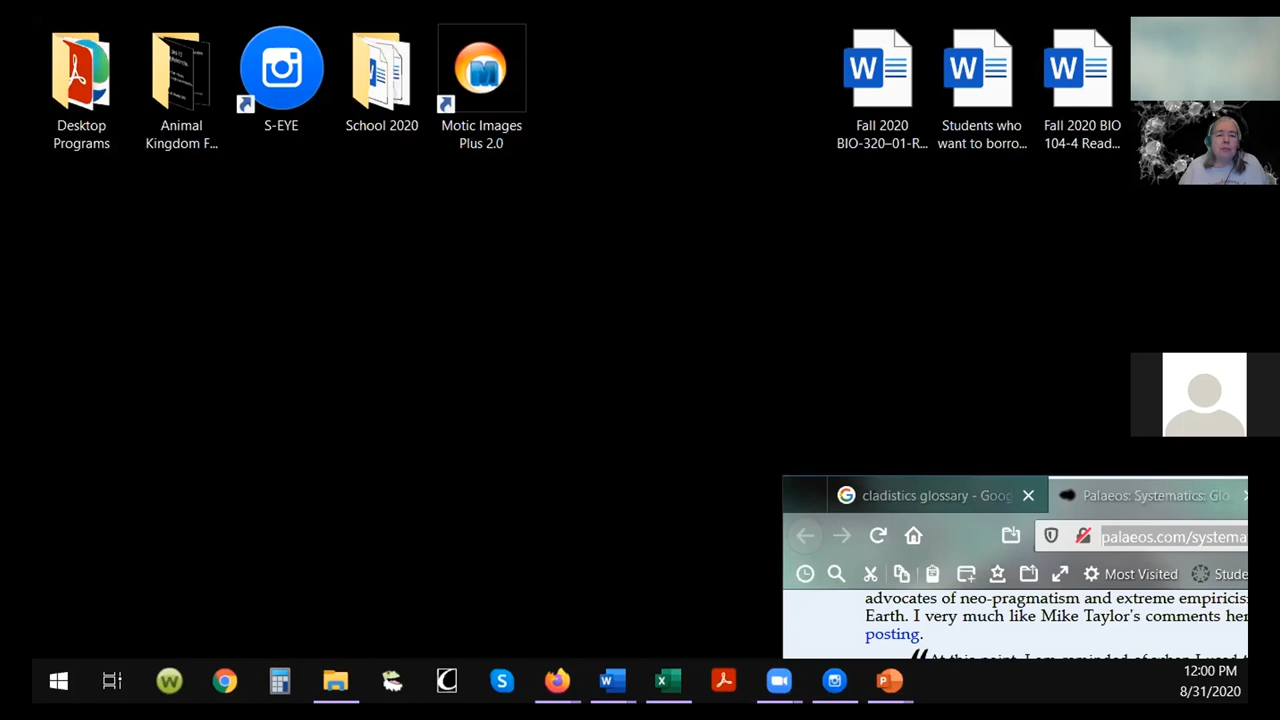 Desktop
Programs
Animal
Kingdom F...
S-EYE
School 2020
Motic Images
Plus 2.0
Fall 2020
BIO-320–01-R...
Students who
want to borro...
Fall 2020 BIO
104-4 Read...
cladistics glossary - Goog
Palaeos: Systematics: Glo
palaeos.com/systema
Most Visited
Stude
advocates of neo-pragmatism and extreme empiricis
Earth. I very much like Mike Taylor's comments her
posting.
12:00 PM
8/31/2020